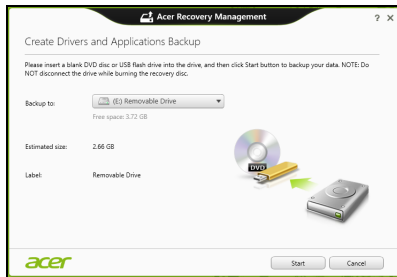 Acer Recovery Management
? ×
Create Drivers and Applications Backup
Please insert a blank DVD disc or USB flash drive into the drive, and then click Start button to backup your data. NOTE: Do
NOT disconnect the drive while burning the recovery disc.
Backup to:
(E:) Removable Drive
Free space: 3.72 GB
Estimated size:
2.66 GB
DVD
Label:
Removable Drive
acer
Start
Cancel